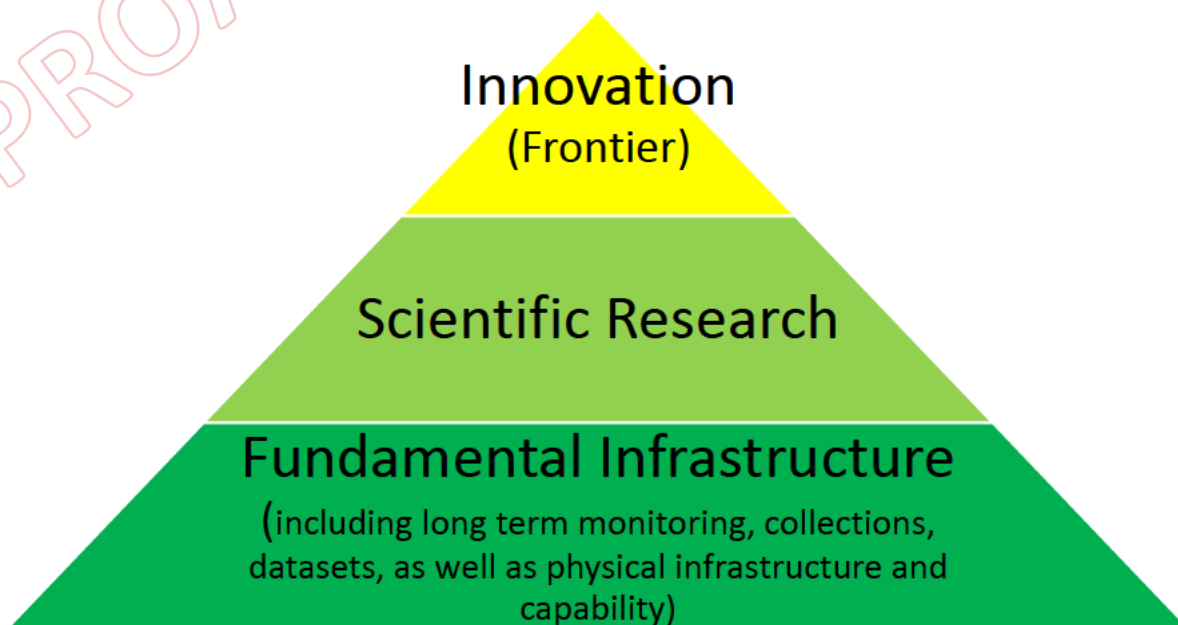 Innovation
(Frontier)
Scientific Research
Fundamental Infrastructure
(including long term monitoring, collections,
datasets, as well as physical infrastructure and
capability)